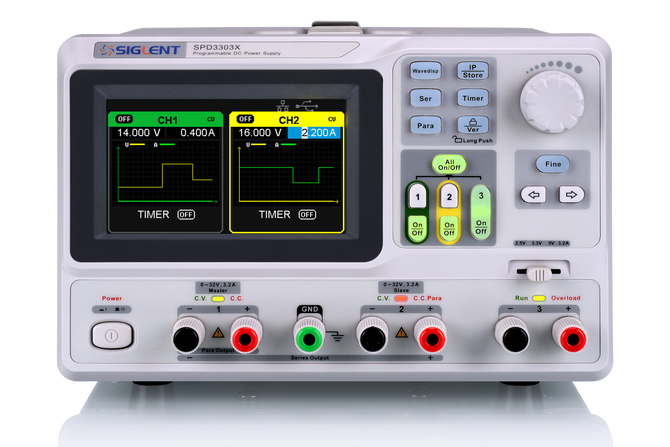 SIGLENT
SPD3303X
Programmable DC Power Supply
OFF CH1 CV
14.000 V 0.400A
V A
TIMER OFF
OFF CH2 CV
16.000 V 2.200A
V A
TIMER OFF
Wavedisp
IP
Store
Ser
Timer
Para
Ver
Long Push
All
On/Off
1
2
3
On
Off
On
Off
On
Off
Fine
2.5V 3.3V 5V, 3.2A
Power
0~32V, 3.2A
Master
C.V. C.C.
− 1 +
GND
0~32V, 3.2A
Slave
C.V. C.C. Para
− 2 +
Run Overload
− 3 +
Para Output
− Series Output +